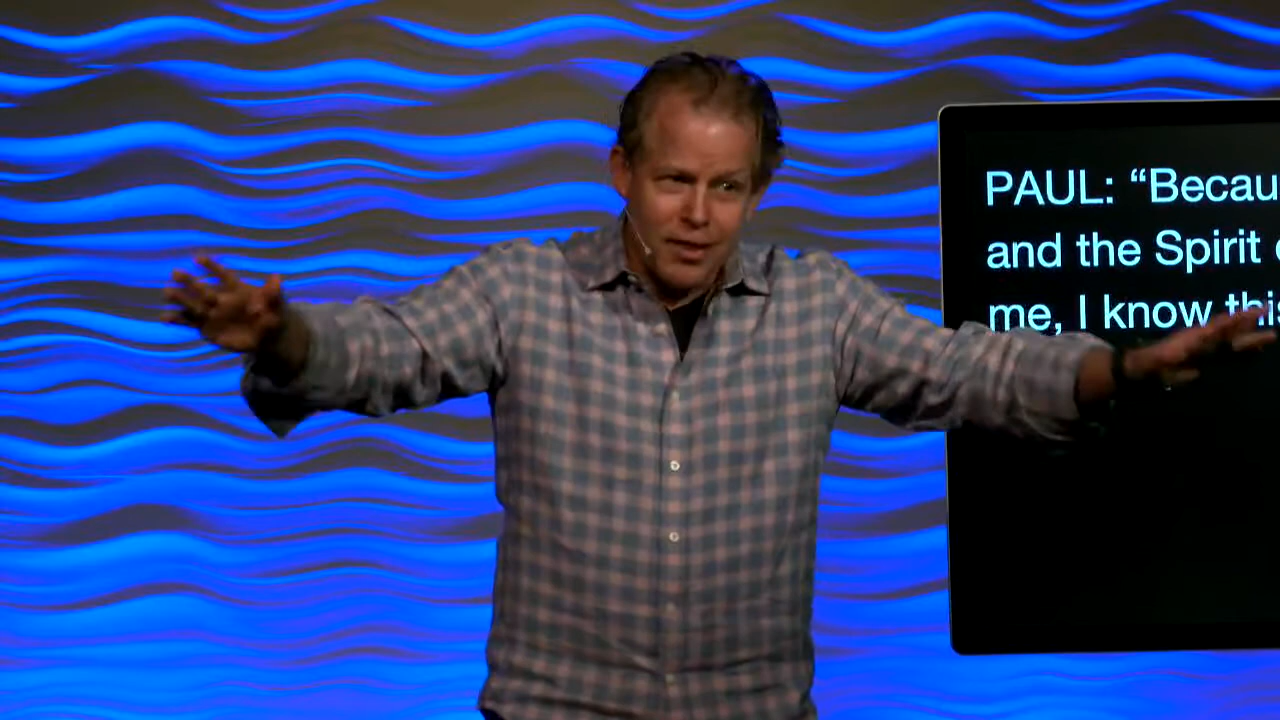 PAUL: “Becau
and the Spirit
me, I know this